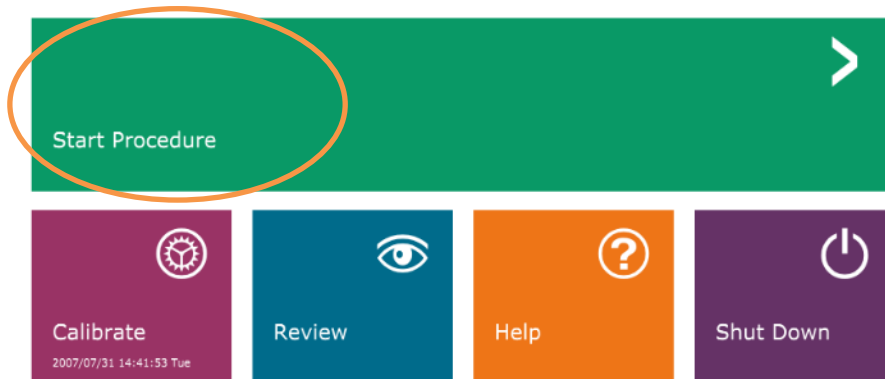 Start Procedure
Calibrate
2007/07/31 14:41:53 Tue
Review
Help
Shut Down